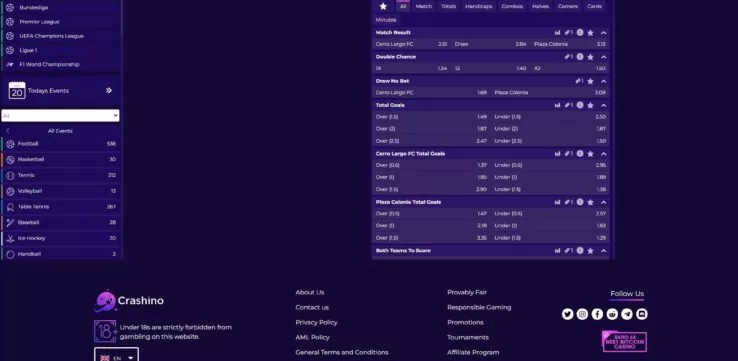 Bundesliga
Premier League
UEFA Champions League
Ligue 1
F1 World Championship
20
Todays Events
All
All Events
Football 536
Basketball 30
Tennis 212
Volleyball 13
Table Tennis 267
Baseball 28
Ice Hockey 20
Handball 2
All Match Totals Handicaps Combos Halves Corners Cards
Minutes
Match Result 1
Cerro Largo FC 2.51 Draw 2.84 Plaza Colonia 3.13
Double Chance 1
1X 1.34 12 1.40 X2 1.50
Draw No Bet 1
Cerro Largo FC 1.69 Plaza Colonia 2.08
Total Goals 1
Over (1.5) 1.49 Under (1.5) 2.50
Over (2) 1.87 Under (2) 1.87
Over (2.5) 2.47 Under (2.5) 1.50
Cerro Largo FC Total Goals 1
Over (0.5) 1.37 Under (0.5) 2.95
Over (1) 1.85 Under (1) 1.89
Over (1.5) 2.90 Under (1.5) 1.38
Plaza Colonia Total Goals 1
Over (0.5) 1.47 Under (0.5) 2.57
Over (1) 2.18 Under (1) 1.63
Over (1.5) 3.35 Under (1.5) 1.29
Both Teams To Score 1
Crashino
18+
Under 18s are strictly forbidden from
gambling on this website.
EN
About Us
Contact us
Privacy Policy
AML Policy
General Terms and Conditions
Provably Fair
Responsible Gaming
Promotions
Tournaments
Affiliate Program
Follow Us
RATED AS
BEST BITCOIN
CASINO